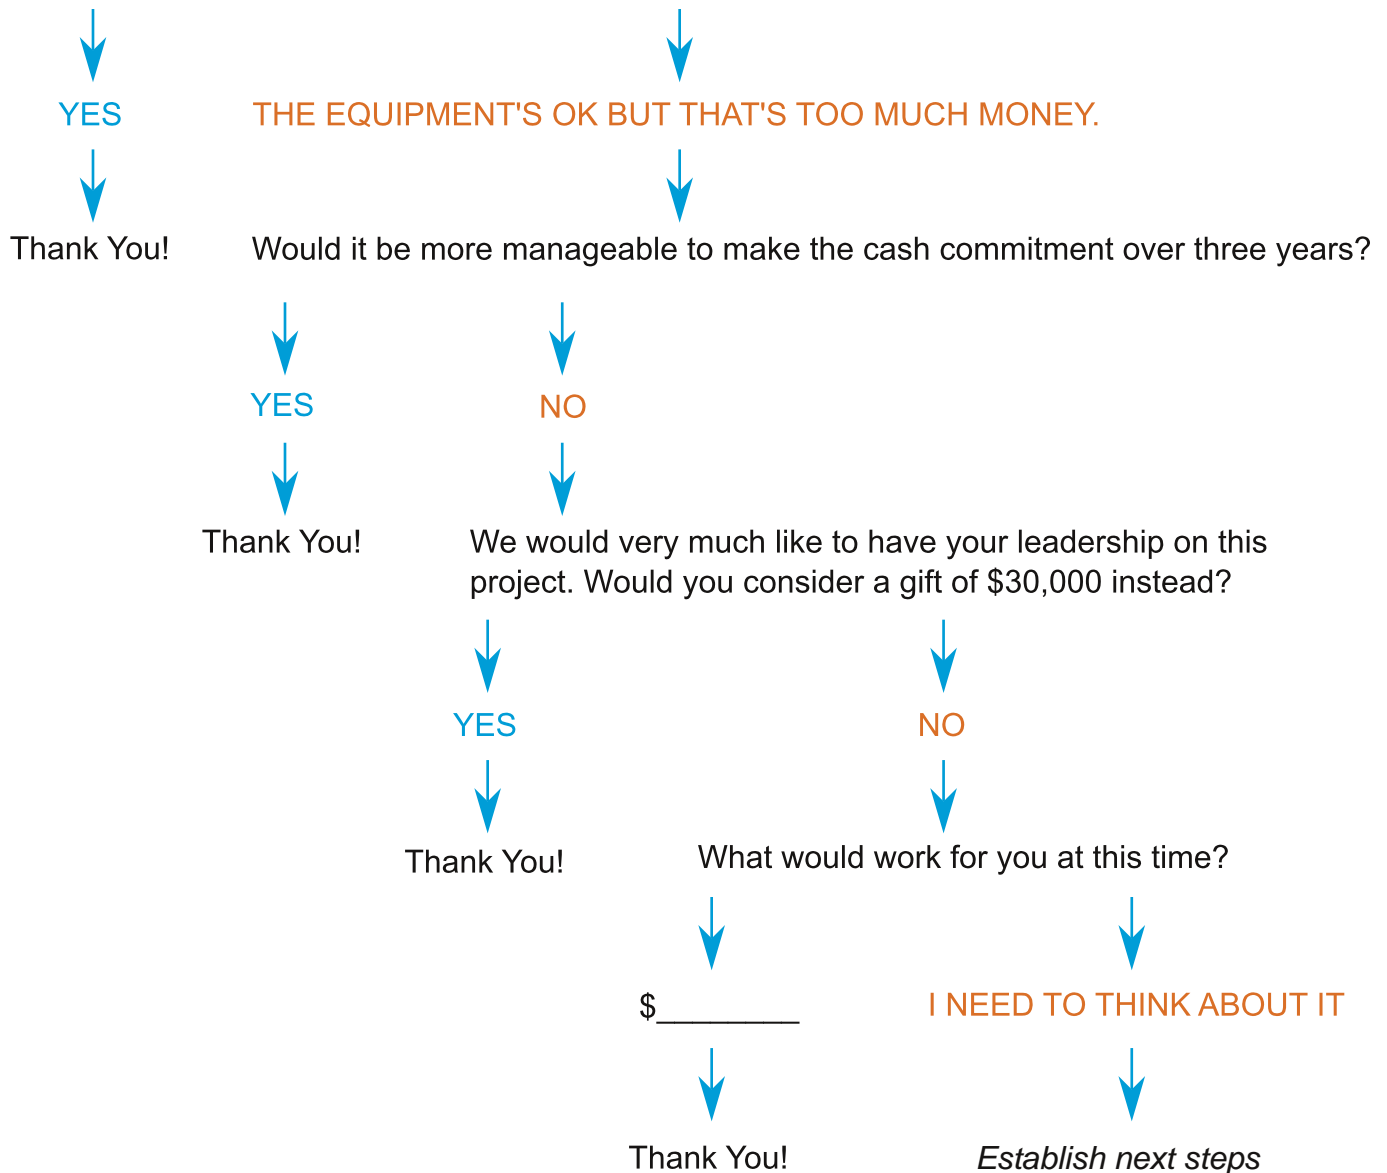 YES
THE EQUIPMENT'S OK BUT THAT'S TOO MUCH MONEY.
Thank You!
Would it be more manageable to make the cash commitment over three years?
YES
NO
Thank You!
We would very much like to have your leadership on this
project. Would you consider a gift of $30,000 instead?
YES
NO
Thank You!
What would work for you at this time?
$________
I NEED TO THINK ABOUT IT
Thank You!
Establish next steps